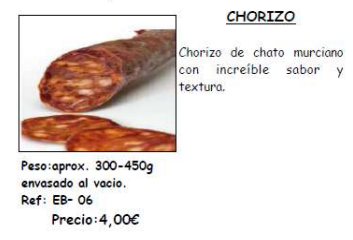 CHORIZO
Chorizo de chato murciano
con increíble sabor y
textura.
Peso:aprox. 300-450g
envasado al vacio.
Ref: EB- 06
Precio:4,00€